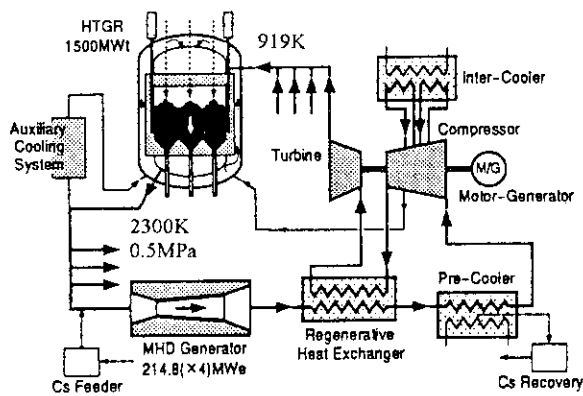 HTGR
1500MWt
919K
Inter-Cooler
Compressor
Auxiliary
Cooling
System
Turbine
M/G
Motor-Generator
2300K
0.5MPa
Pre-Cooler
Regenerative
Heat Exchanger
MHD Generator
214.8(×4)MWe
Cs Feeder
Cs Recovery